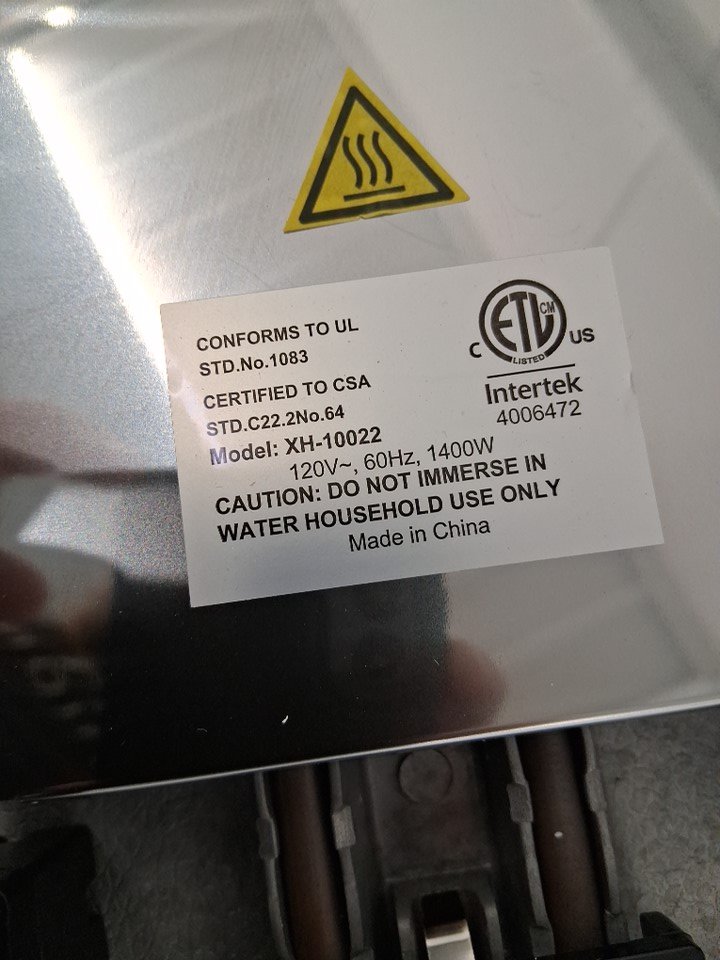 CONFORMS TO UL
STD.No.1083
CERTIFIED TO CSA
STD.C22.2No.64
Model: XH-10022
120V~, 60Hz, 1400W
CAUTION: DO NOT IMMERSE IN
WATER HOUSEHOLD USE ONLY
Made in China
ETL CM
LISTED
C US
Intertek
4006472